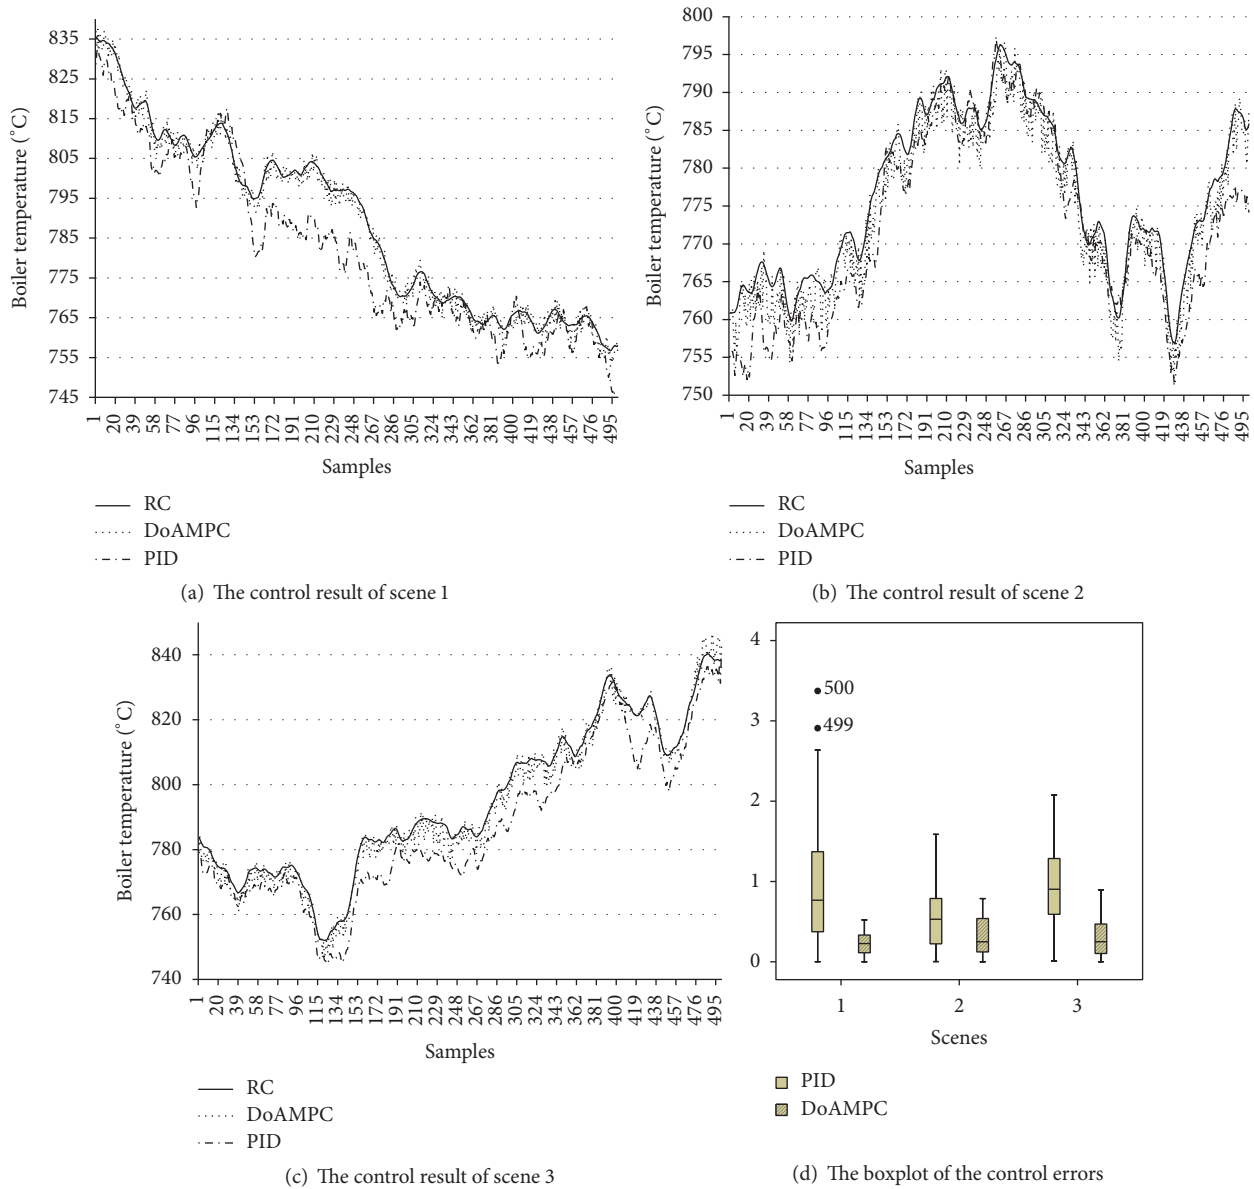 835
825
815
805
795
785
775
765
755
745
Boiler temperature (°C)
1 20 39 58 77 96 115 134 153 172 191 210 229 248 267 286 305 324 343 362 381 400 419 438 457 476 495
Samples
RC
DoAMPC
PID
(a) The control result of scene 1
800
795
790
785
780
775
770
765
760
755
750
Boiler temperature (°C)
1 20 39 58 77 96 115 134 153 172 191 210 229 248 267 286 305 324 343 362 381 400 419 438 457 476 495
Samples
RC
DoAMPC
PID
(b) The control result of scene 2
840
820
800
780
760
740
Boiler temperature (°C)
1 20 39 58 77 96 115 134 153 172 191 210 229 248 267 286 305 324 343 362 381 400 419 438 457 476 495
Samples
RC
DoAMPC
PID
(c) The control result of scene 3
4
3
2
1
0
500
499
1 2 3
Scenes
PID
DoAMPC
(d) The boxplot of the control errors